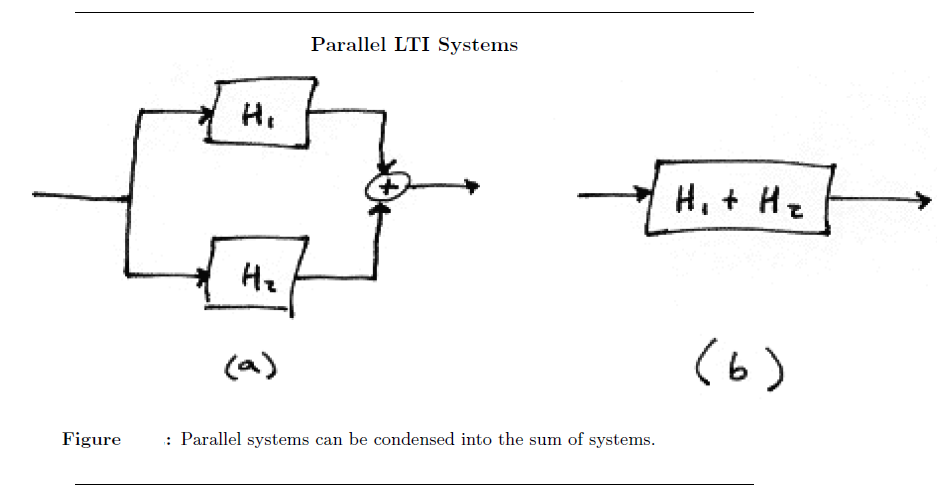 Parallel LTI Systems
H₁
+
H₂
H₁ + H₂
(a)
(b)
Figure : Parallel systems can be condensed into the sum of systems.